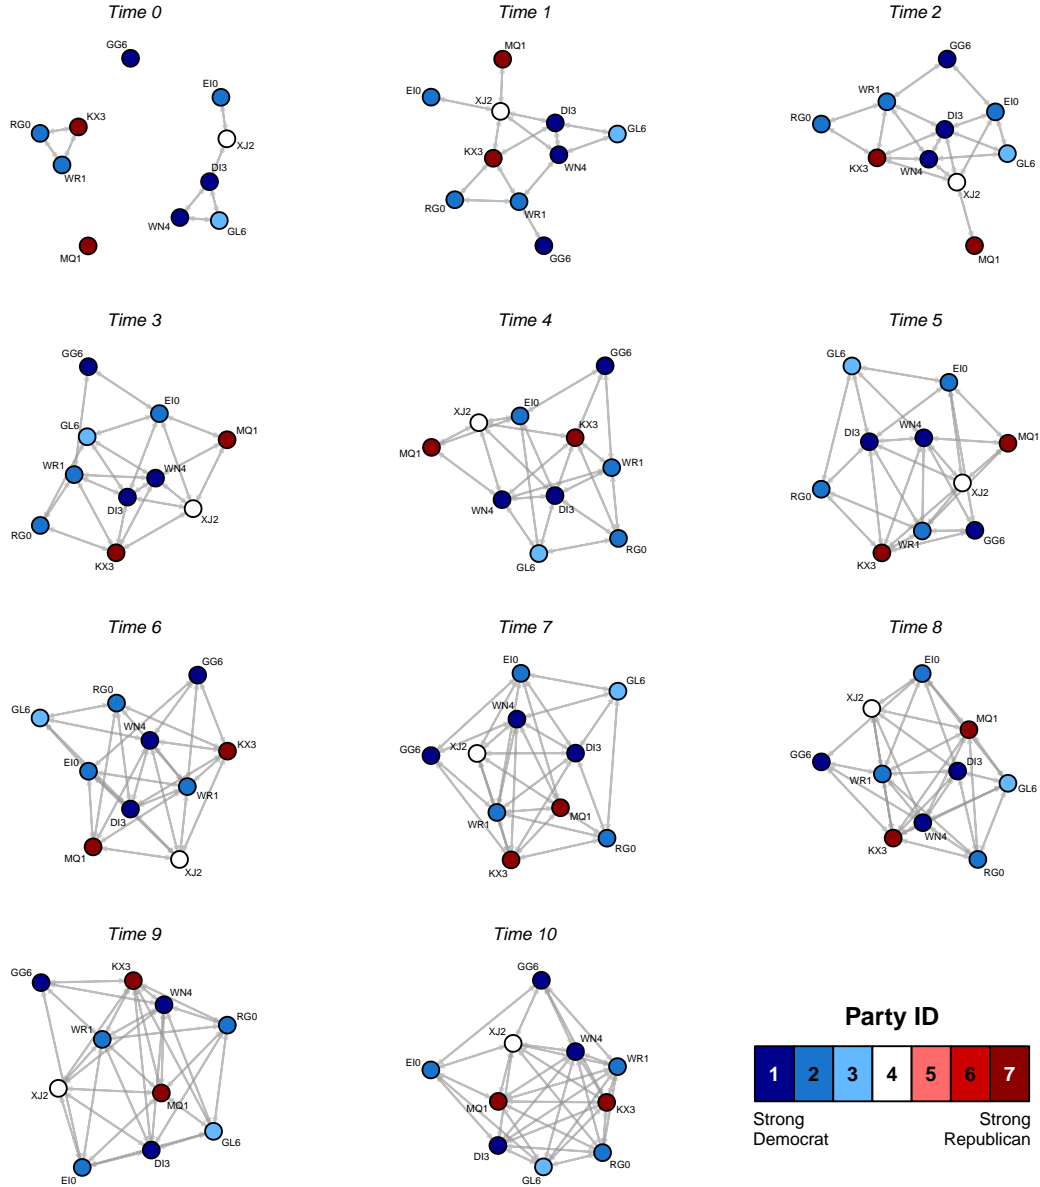 Time 0
GG6
EI0
KX3
RG0
XJ2
WR1
DI3
WN4
GL6
MQ1
Time 1
MQ1
EI0
XJ2
DI3
GL6
KX3
WN4
RG0
WR1
GG6
Time 2
GG6
WR1
EI0
DI3
RG0
KX3
WN4
GL6
XJ2
MQ1
Time 3
GG6
EI0
GL6
MQ1
WR1
WN4
DI3
XJ2
RG0
KX3
Time 4
GG6
EI0
XJ2
KX3
MQ1
WR1
WN4
DI3
RG0
GL6
Time 5
GL6
EI0
WN4
DI3
MQ1
XJ2
RG0
WR1
GG6
KX3
Time 6
GG6
RG0
GL6
WN4
KX3
EI0
WR1
DI3
MQ1
XJ2
Time 7
EI0
GL6
WN4
GG6
XJ2
DI3
MQ1
WR1
RG0
KX3
Time 8
EI0
XJ2
MQ1
GG6
DI3
WR1
GL6
WN4
KX3
RG0
Time 9
KX3
GG6
WN4
RG0
WR1
XJ2
MQ1
GL6
DI3
EI0
Time 10
GG6
XJ2
WN4
WR1
EI0
MQ1
KX3
DI3
RG0
GL6
Party ID
1 2 3 4 5 6 7
Strong Strong
Democrat Republican